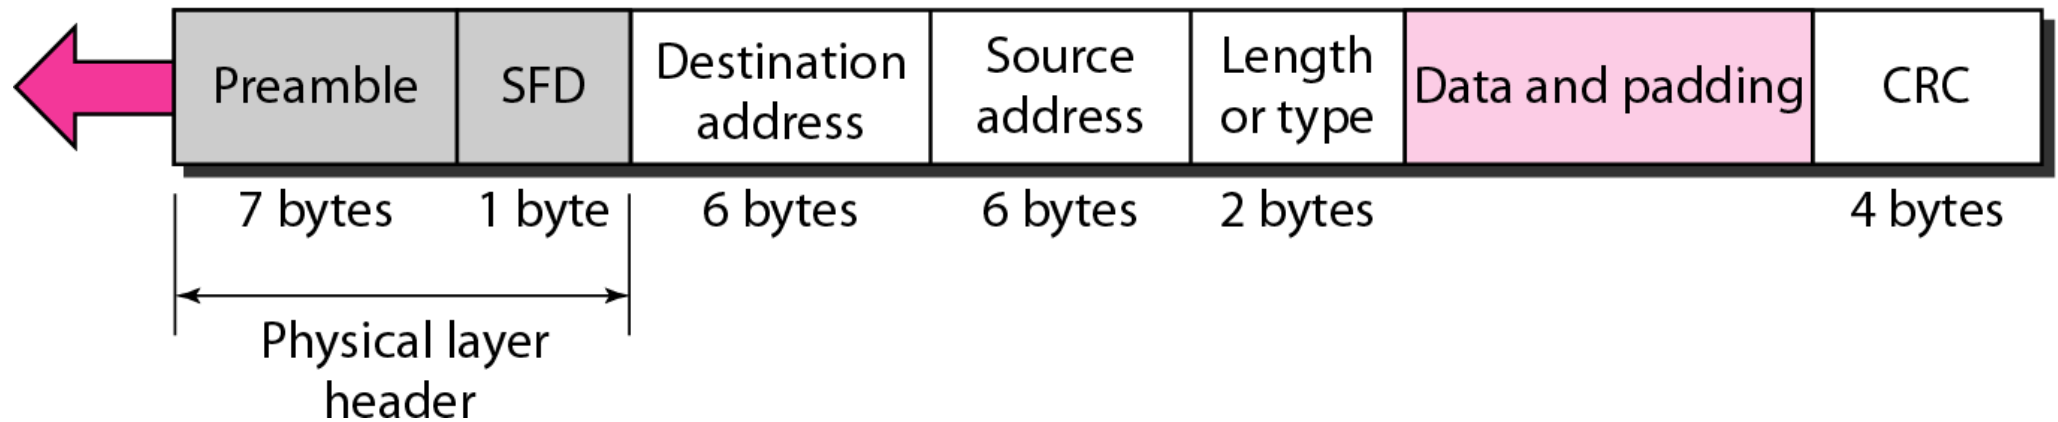 Preamble
SFD
Destination
address
Source
address
Length
or type
Data and padding
CRC
7 bytes
1 byte
6 bytes
6 bytes
2 bytes
4 bytes
Physical layer
header